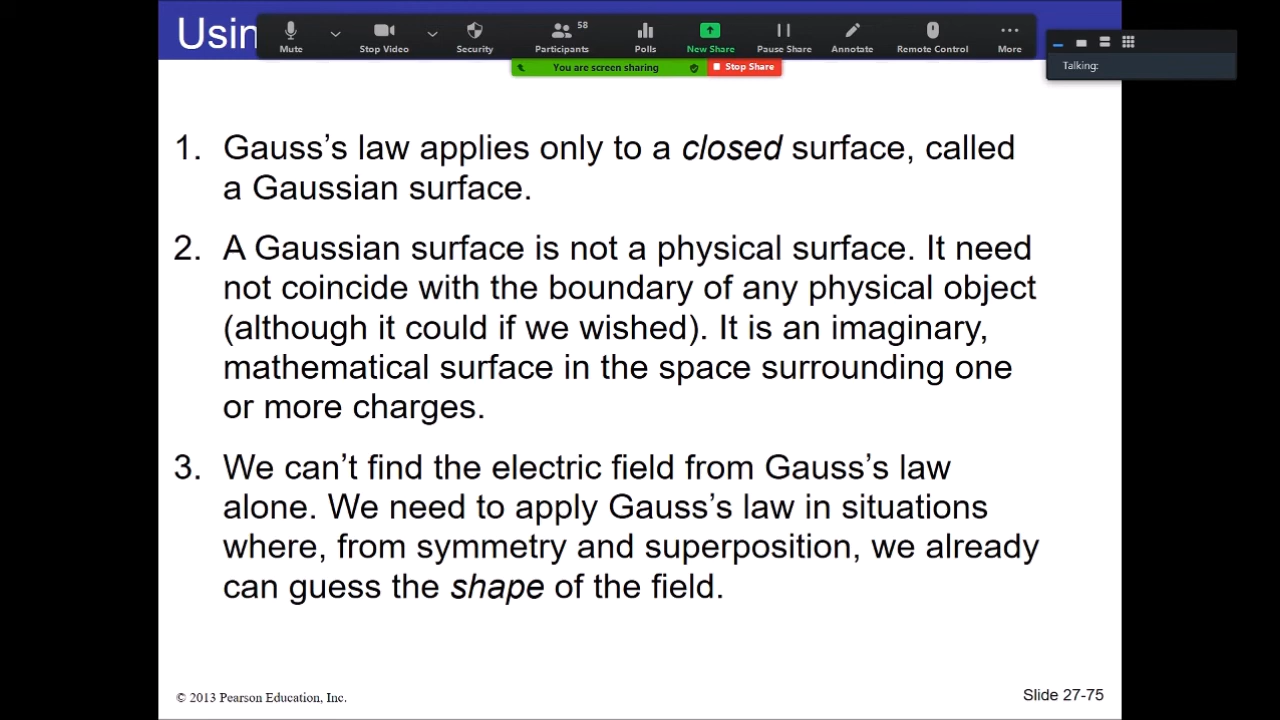 Usin
Mute
Stop Video
Security
Participants
58
Polls
New Share
Pause Share
Annotate
Remote Control
More
You are screen sharing
Stop Share
Talking:
1. Gauss’s law applies only to a closed surface, called
a Gaussian surface.
2. A Gaussian surface is not a physical surface. It need
not coincide with the boundary of any physical object
(although it could if we wished). It is an imaginary,
mathematical surface in the space surrounding one
or more charges.
3. We can’t find the electric field from Gauss’s law
alone. We need to apply Gauss’s law in situations
where, from symmetry and superposition, we already
can guess the shape of the field.
© 2013 Pearson Education, Inc.
Slide 27-75